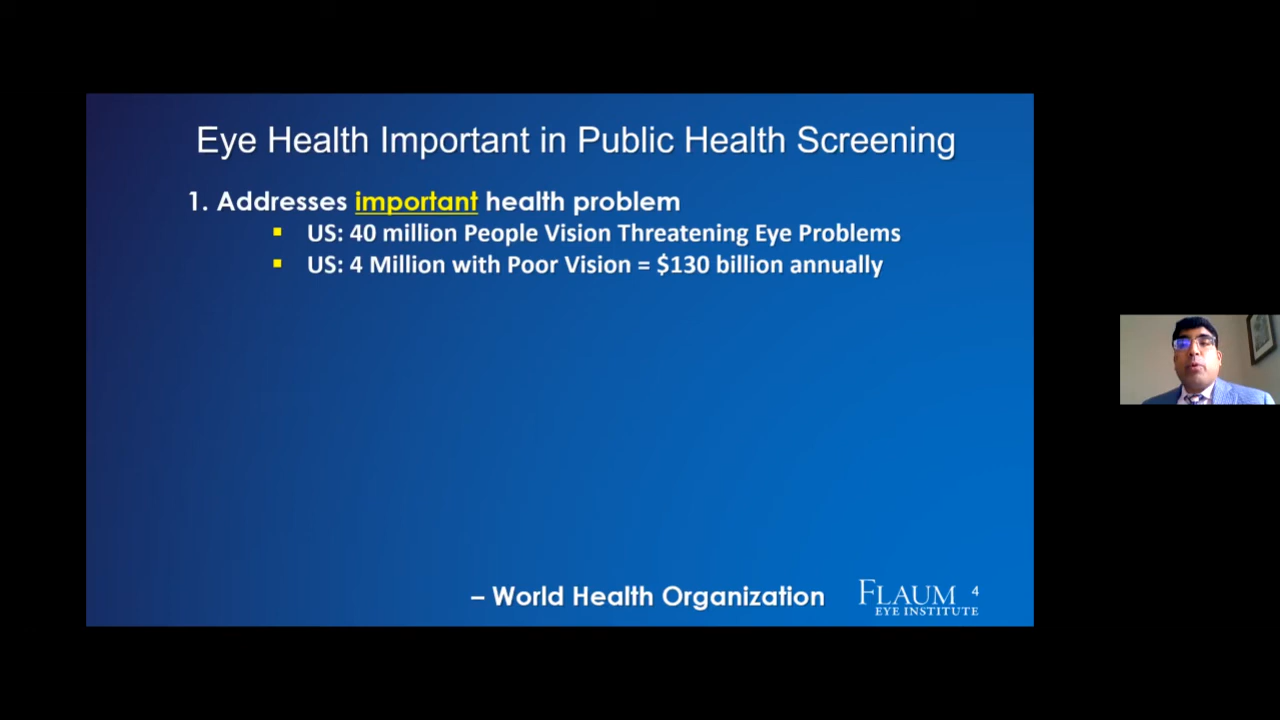 Eye Health Important in Public Health Screening
1. Addresses important health problem
▪ US: 40 million People Vision Threatening Eye Problems
▪ US: 4 Million with Poor Vision = $130 billion annually
– World Health Organization
FLAUM
EYE INSTITUTE
4